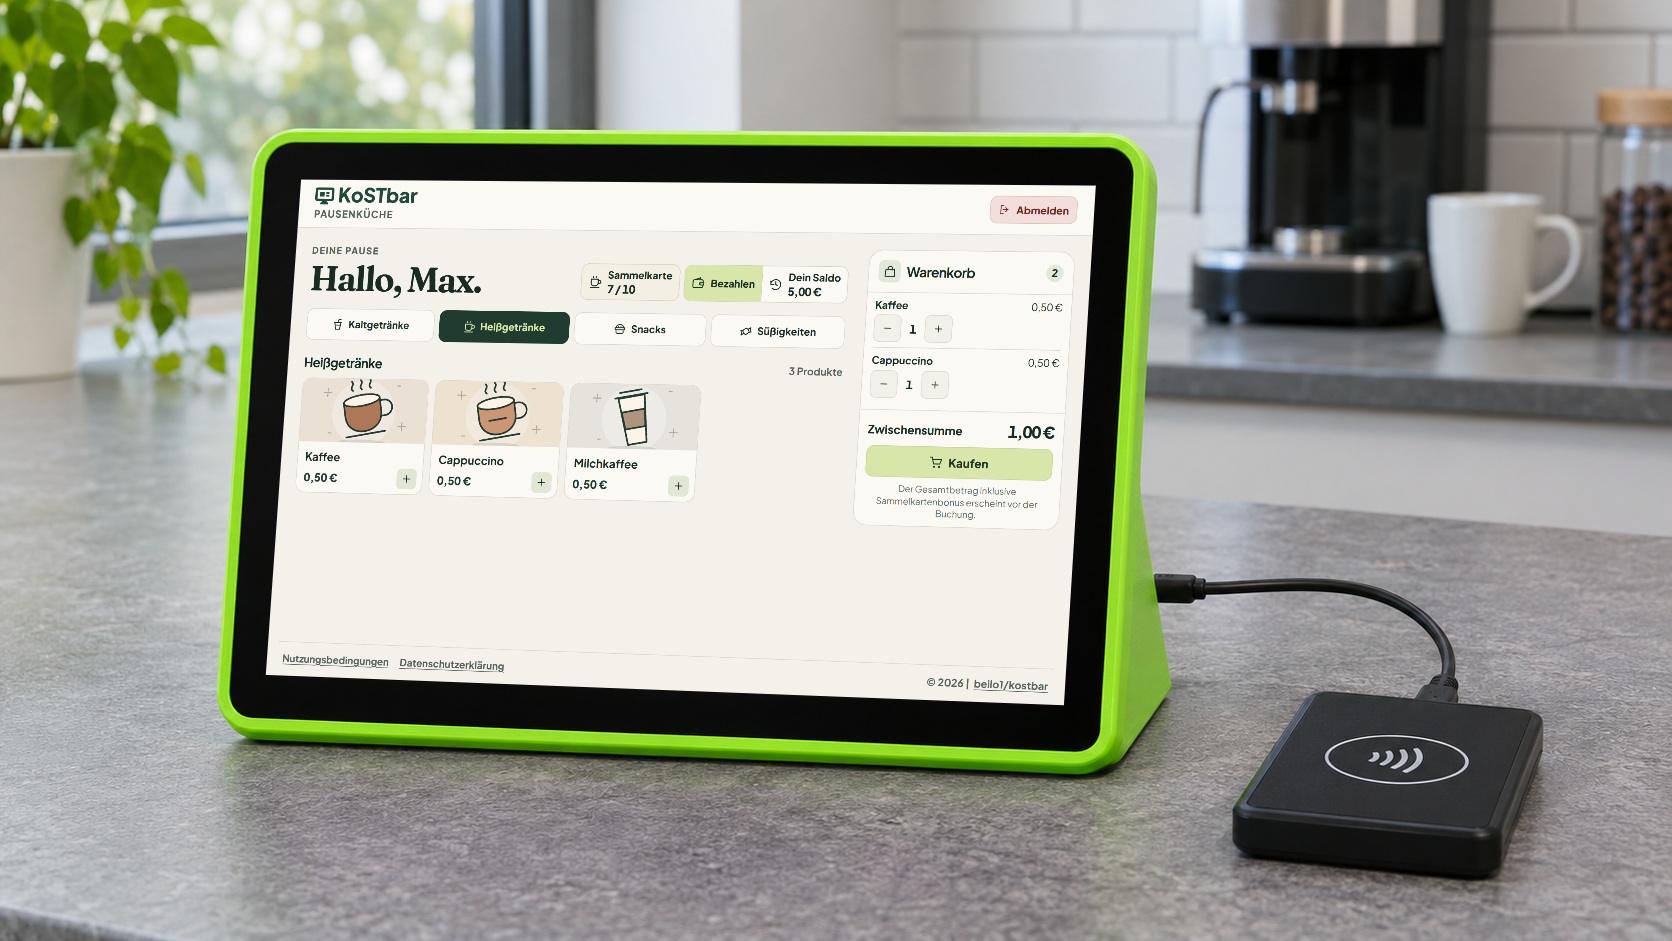 KoSTbar
PAUSENKÜCHE
Abmelden
DEINE PAUSE
Hallo, Max.
Sammelkarte
7 / 10
Bezahlen
Dein Saldo
5,00 €
Kaltgetränke
Heißgetränke
Snacks
Süßigkeiten
Heißgetränke
3 Produkte
Kaffee
0,50 €
+
Cappuccino
0,50 €
+
Milchkaffee
0,50 €
+
Warenkorb
2
Kaffee
0,50 €
− 1 +
Cappuccino
0,50 €
− 1 +
Zwischensumme
1,00 €
Kaufen
Der Gesamtbetrag inklusive
Sammelkartenbonus erscheint vor der
Buchung.
Nutzungsbedingungen
Datenschutzerklärung
© 2026 | bello1/kostbar